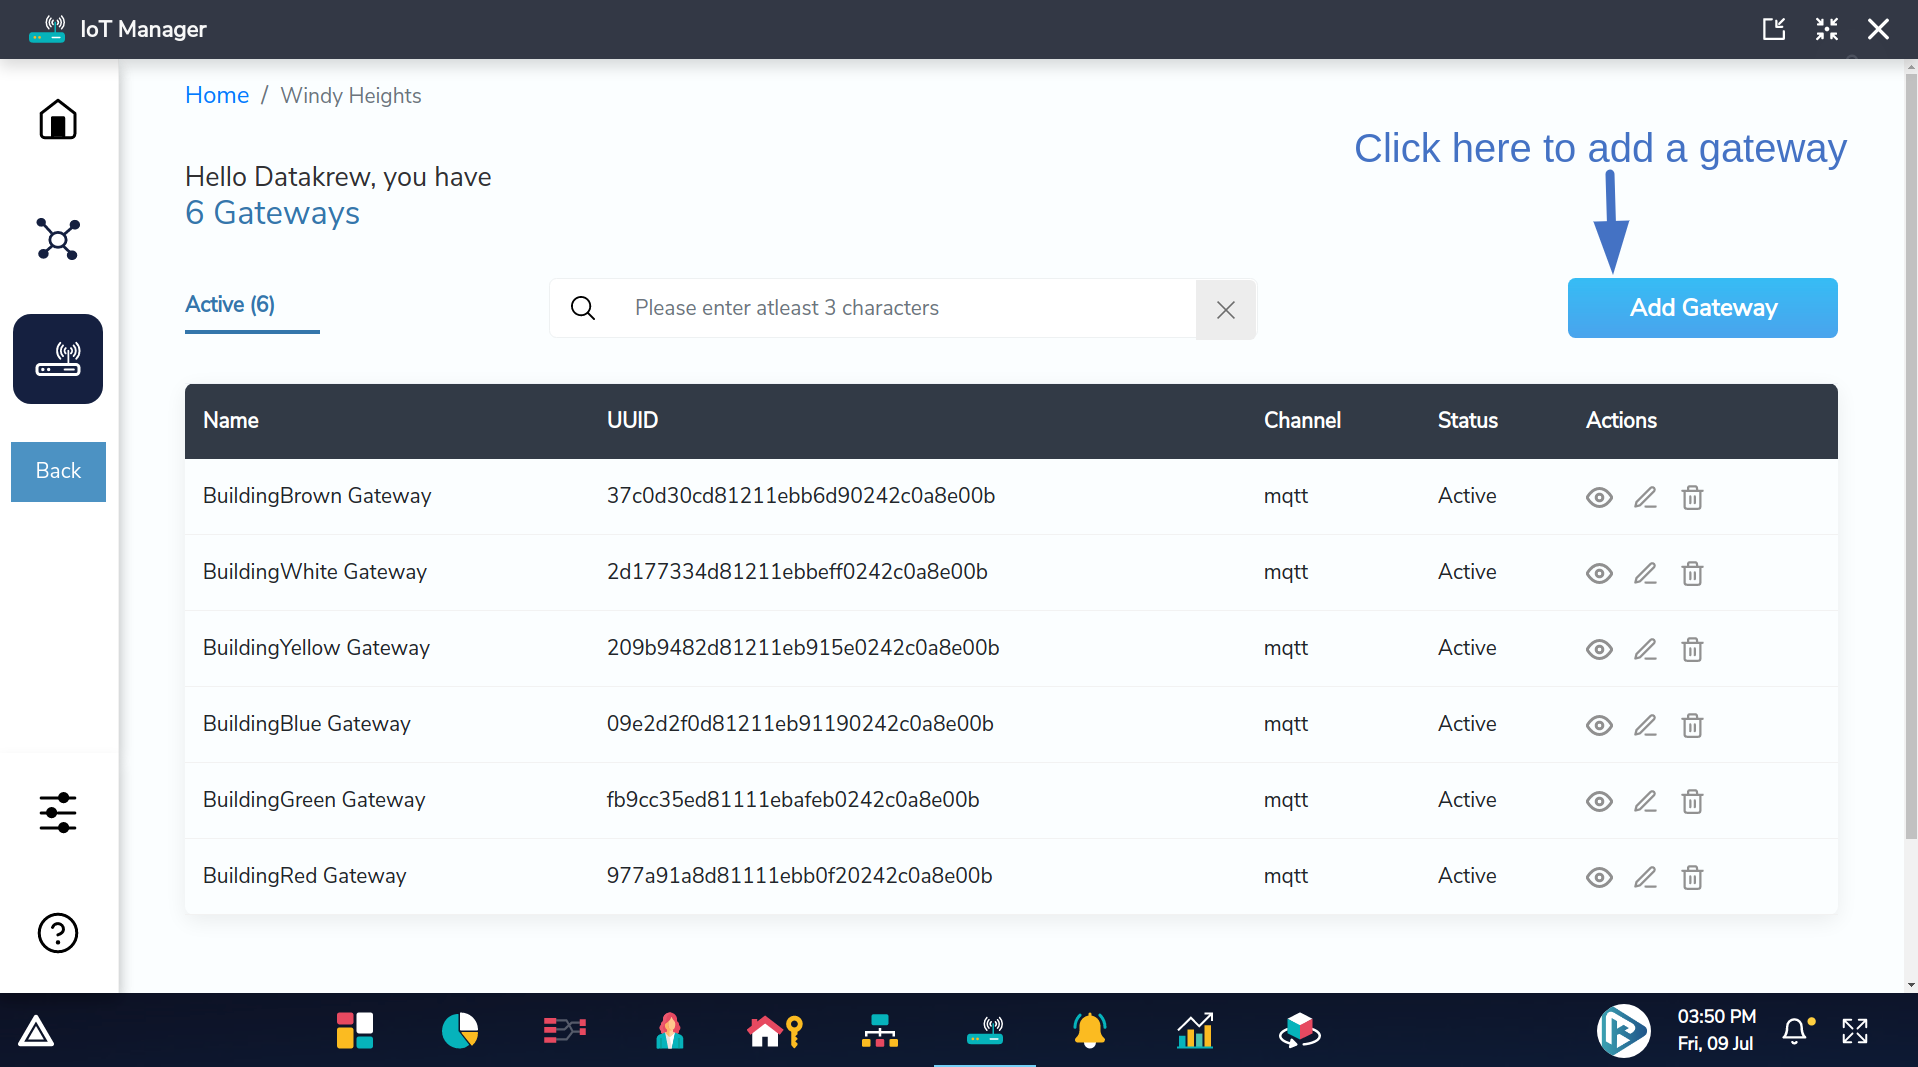 IoT Manager
Home / Windy Heights
Click here to add a gateway
Hello Datakrew, you have
6 Gateways
Active (6)
Please enter atleast 3 characters
Add Gateway
Name UUID Channel Status Actions
Back
BuildingBrown Gateway 37c0d30cd81211ebb6d90242c0a8e00b mqtt Active
BuildingWhite Gateway 2d177334d81211ebbeff0242c0a8e00b mqtt Active
BuildingYellow Gateway 209b9482d81211eb915e0242c0a8e00b mqtt Active
BuildingBlue Gateway 09e2d2f0d81211eb91190242c0a8e00b mqtt Active
BuildingGreen Gateway fb9cc35ed81111ebafeb0242c0a8e00b mqtt Active
BuildingRed Gateway 977a91a8d81111ebb0f20242c0a8e00b mqtt Active
03:50 PM
Fri, 09 Jul